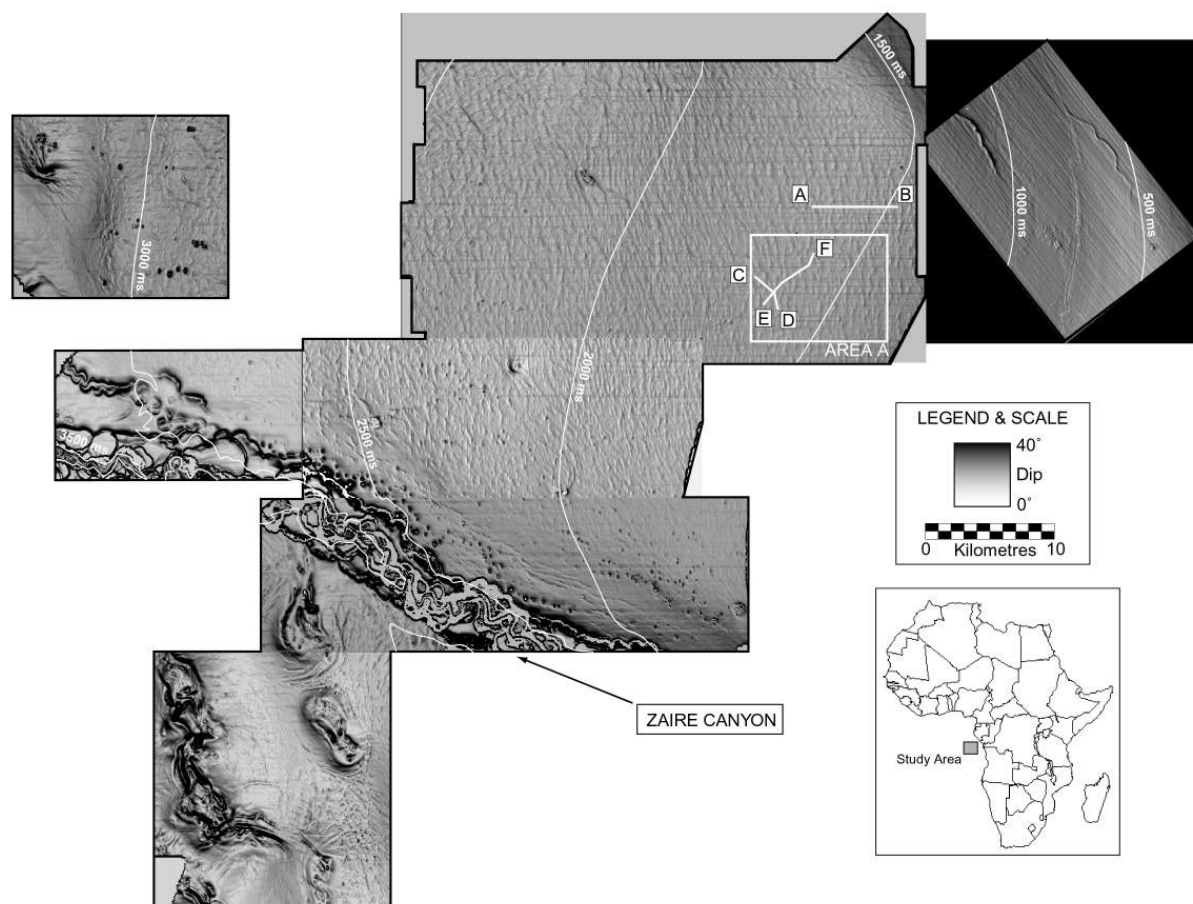 1500 ms
A
B
1000 ms
500 ms
3000 ms
F
C
E
D
AREA A
2000 ms
2500 ms
3500 ms
LEGEND & SCALE
40°
Dip
0°
0 Kilometres 10
ZAIRE CANYON
Study Area